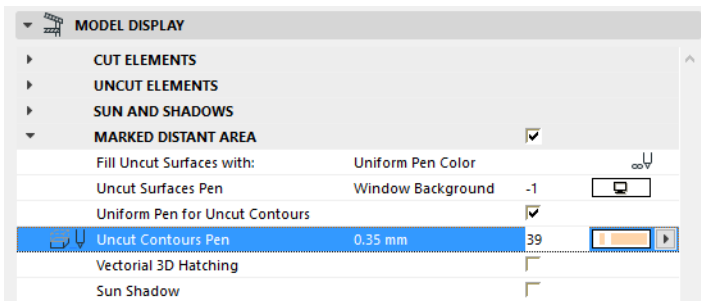 MODEL DISPLAY
CUT ELEMENTS
UNCUT ELEMENTS
SUN AND SHADOWS
MARKED DISTANT AREA
Fill Uncut Surfaces with: Uniform Pen Color
Uncut Surfaces Pen Window Background -1
Uniform Pen for Uncut Contours
Uncut Contours Pen 0.35 mm 39
Vectorial 3D Hatching
Sun Shadow